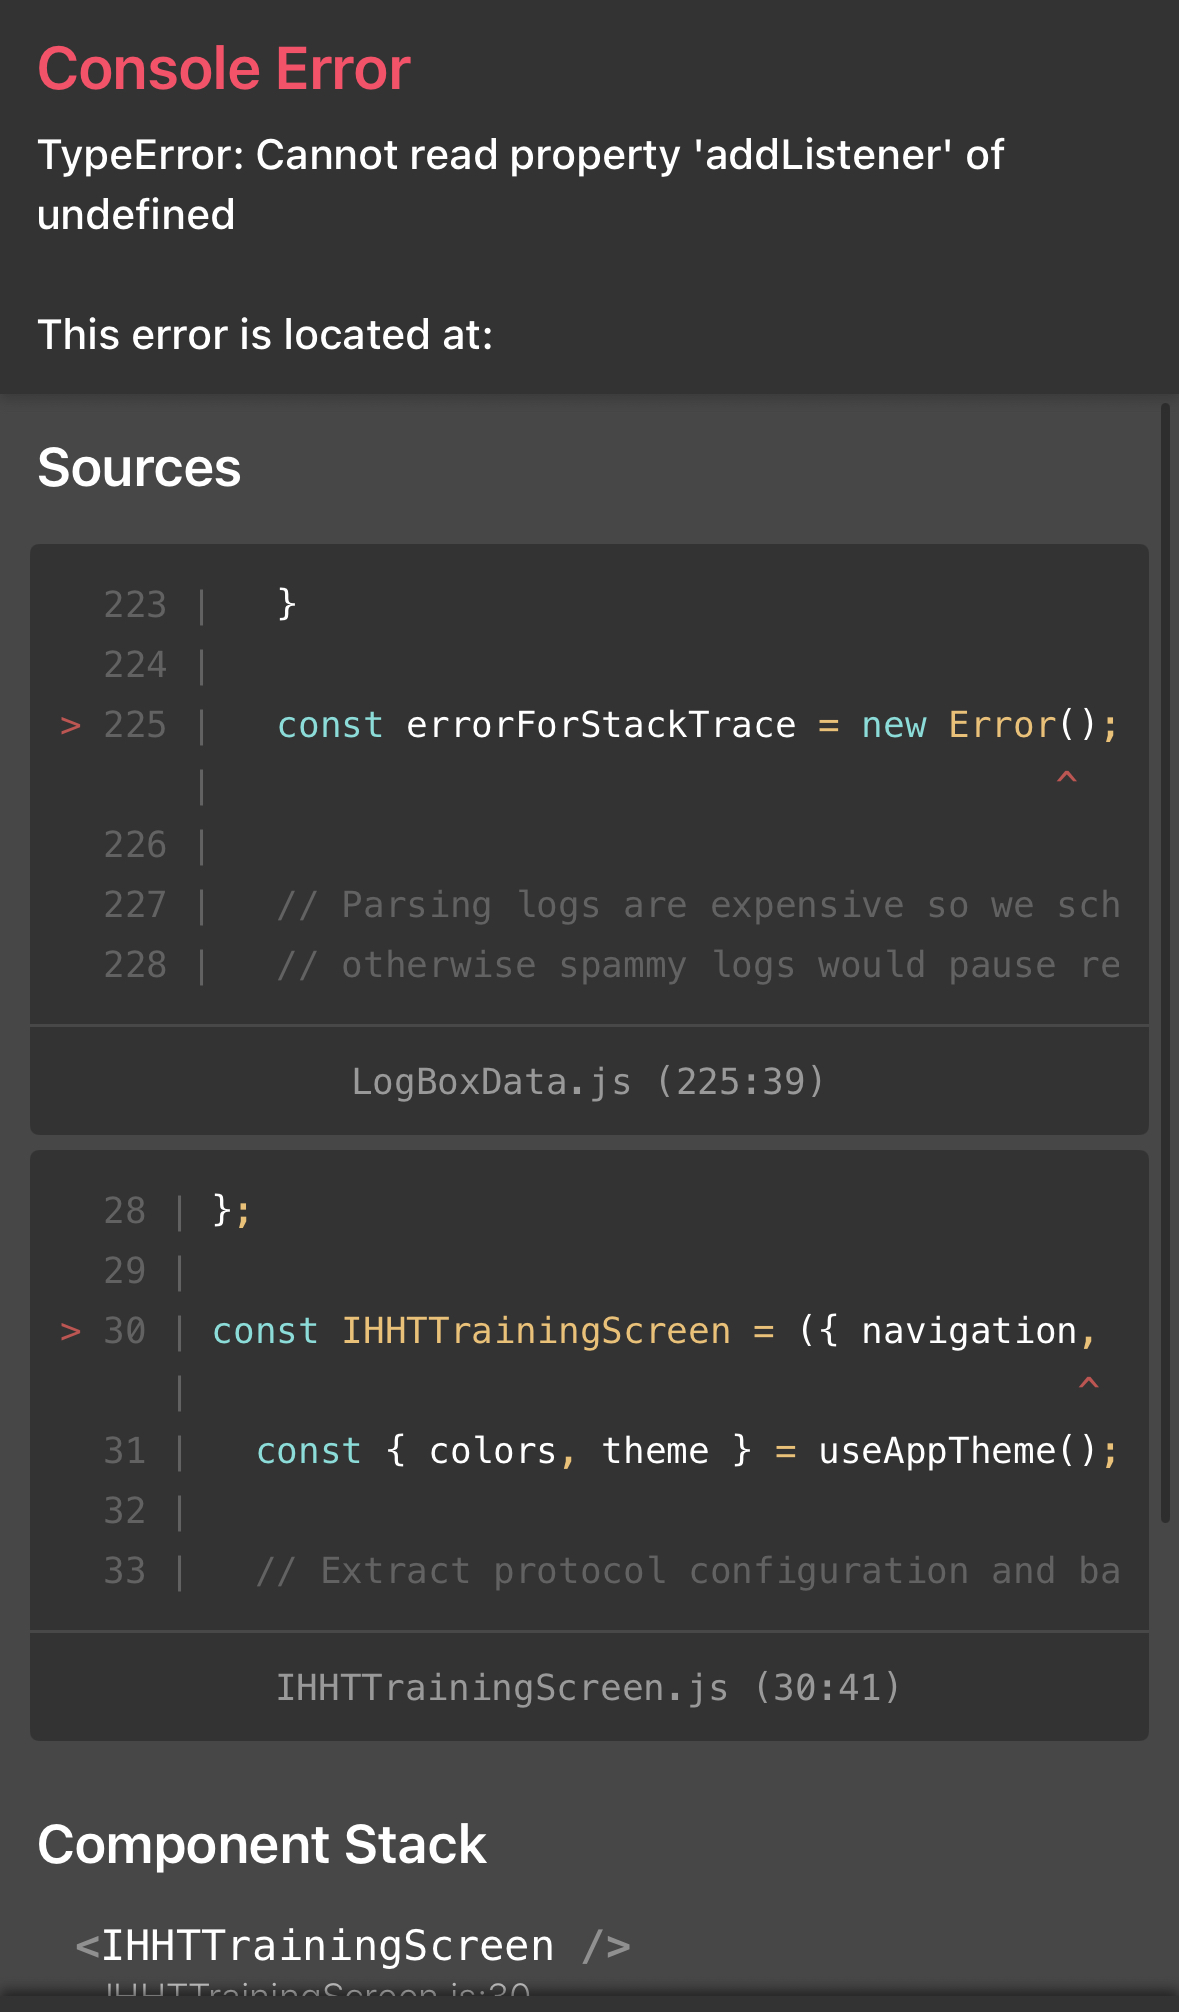 Console Error
TypeError: Cannot read property 'addListener' of
undefined
This error is located at:
Sources
223 |   }
224 |
> 225 |   const errorForStackTrace = new Error();
|                                       ^
226 |
227 |   // Parsing logs are expensive so we sch
228 |   // otherwise spammy logs would pause re
LogBoxData.js (225:39)
28 | };
29 |
> 30 | const IHHTTrainingScreen = ({ navigation,
|                                         ^
31 |   const { colors, theme } = useAppTheme();
32 |
33 |   // Extract protocol configuration and ba
IHHTTrainingScreen.js (30:41)
Component Stack
<IHHTTrainingScreen />
IHHTTrainingScreen.js:30